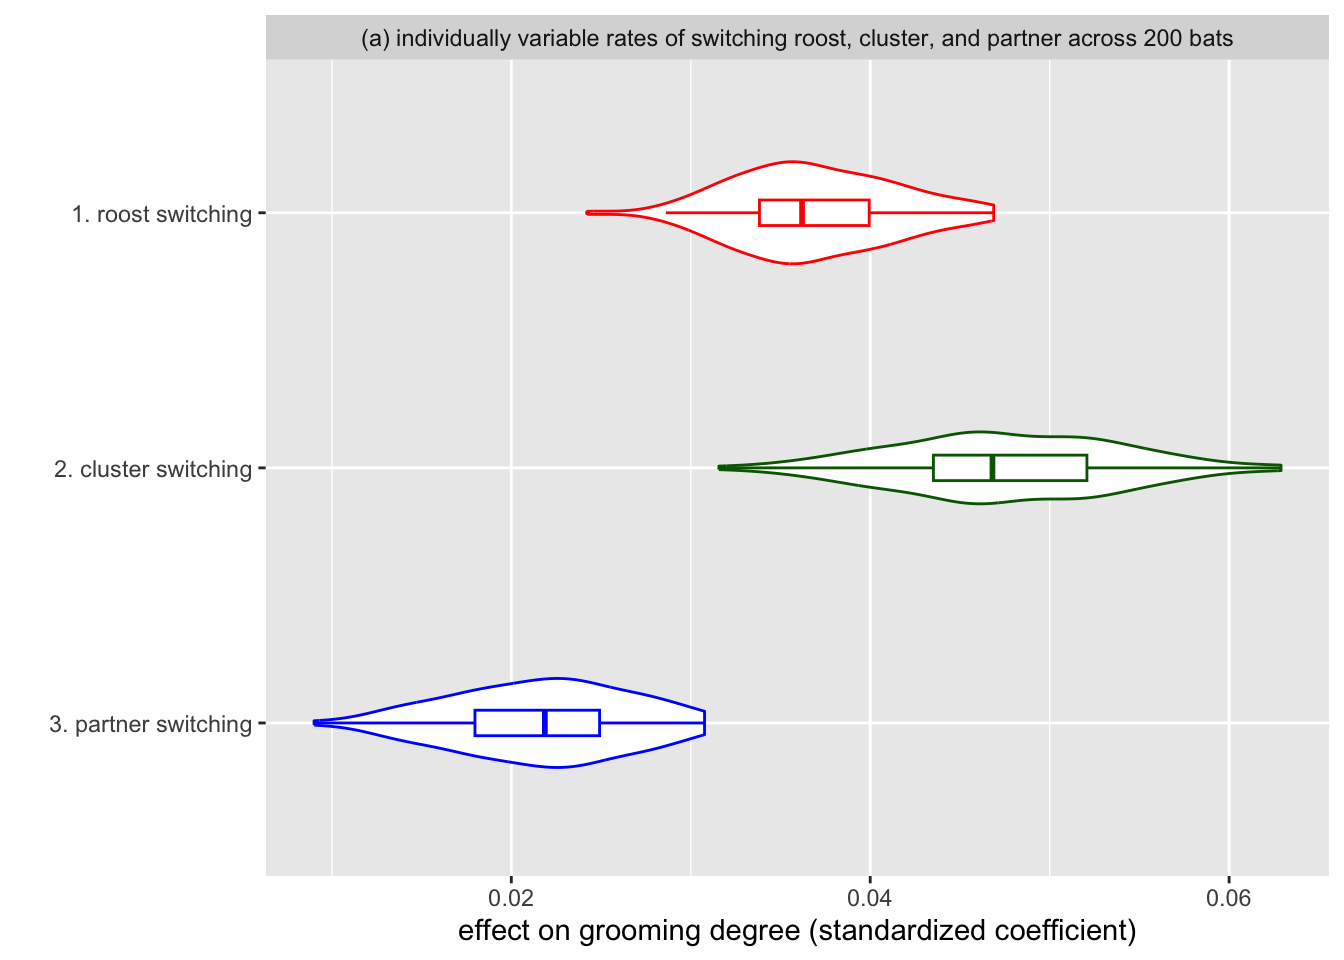 (a) individually variable rates of switching roost, cluster, and partner across 200 bats
1. roost switching
2. cluster switching
3. partner switching
0.02 0.04 0.06
effect on grooming degree (standardized coefficient)